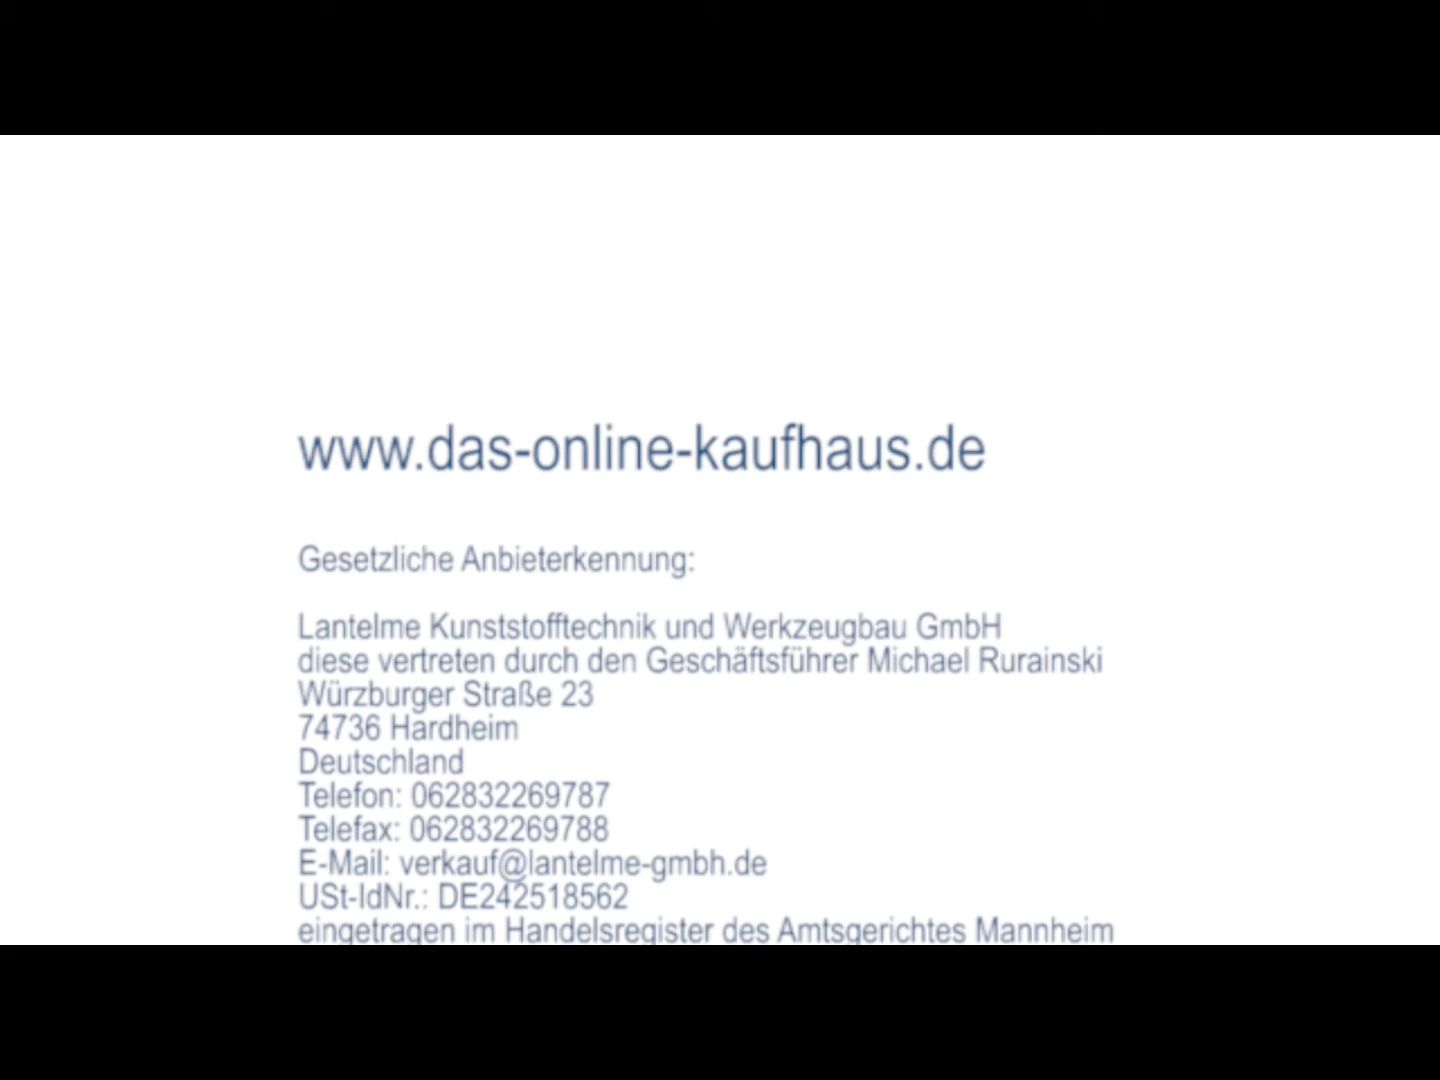 www.das-online-kaufhaus.de
Gesetzliche Anbieterkennung:
Lantelme Kunststofftechnik und Werkzeugbau GmbH
diese vertreten durch den Geschäftsführer Michael Rurainski
Würzburger Straße 23
74736 Hardheim
Deutschland
Telefon: 062832269787
Telefax: 062832269788
E-Mail: verkauf@lantelme-gmbh.de
USt-IdNr.: DE242518562
eingetragen im Handelsregister des Amtsgerichtes Mannheim